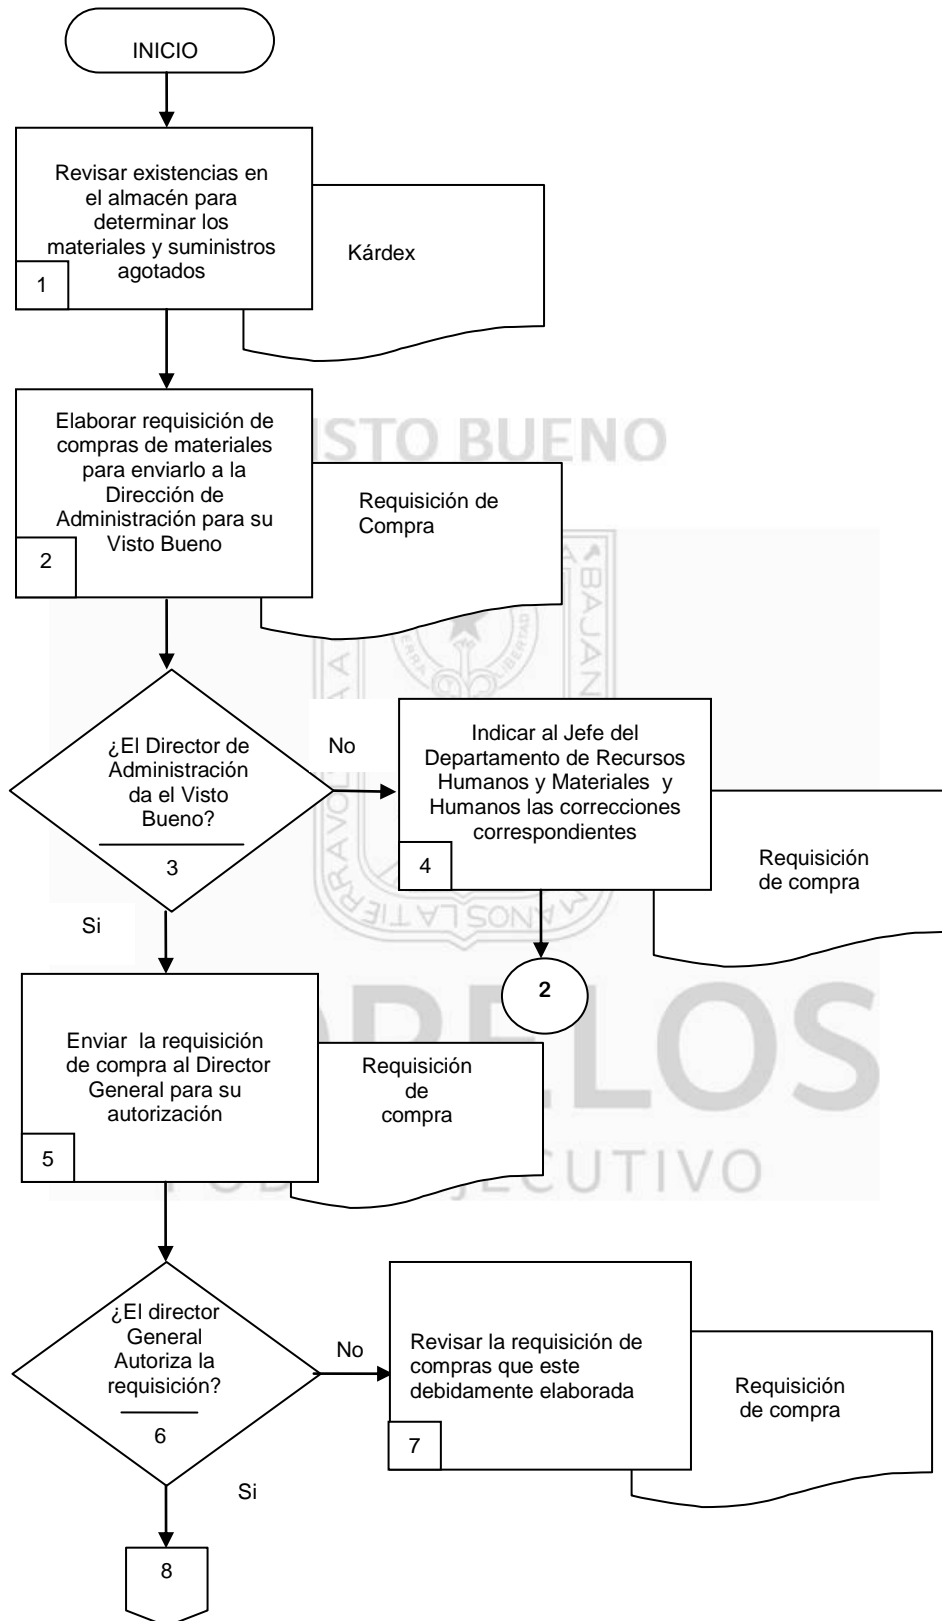 INICIO
Revisar existencias en
el almacén para
determinar los
materiales y suministros
agotados
1
Kárdex
Elaborar requisición de
compras de materiales
para enviarlo a la
Dirección de
Administración para su
Visto Bueno
2
Requisición de
Compra
ISTO BUENO
¿El Director de
Administración
da el Visto
Bueno?
3
No
Indicar al Jefe del
Departamento de Recursos
Humanos y Materiales y
Humanos las correcciones
correspondientes
4
Requisición
de compra
2
Si
Enviar la requisición
de compra al Director
General para su
autorización
5
Requisición
de
compra
¿El director
General
Autoriza la
requisición?
6
No
Revisar la requisición de
compras que este
debidamente elaborada
7
Requisición
de compra
Si
8